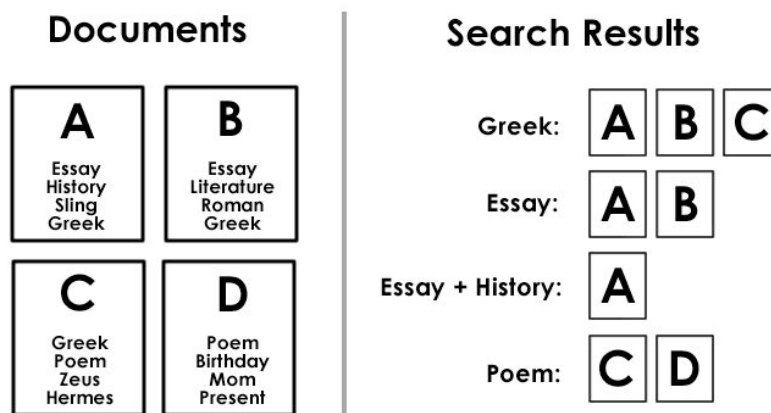 Documents
A
Essay
History
Sling
Greek
B
Essay
Literature
Roman
Greek
C
Greek
Poem
Zeus
Hermes
D
Poem
Birthday
Mom
Present
Search Results
Greek: A B C
Essay: A B
Essay + History: A
Poem: C D